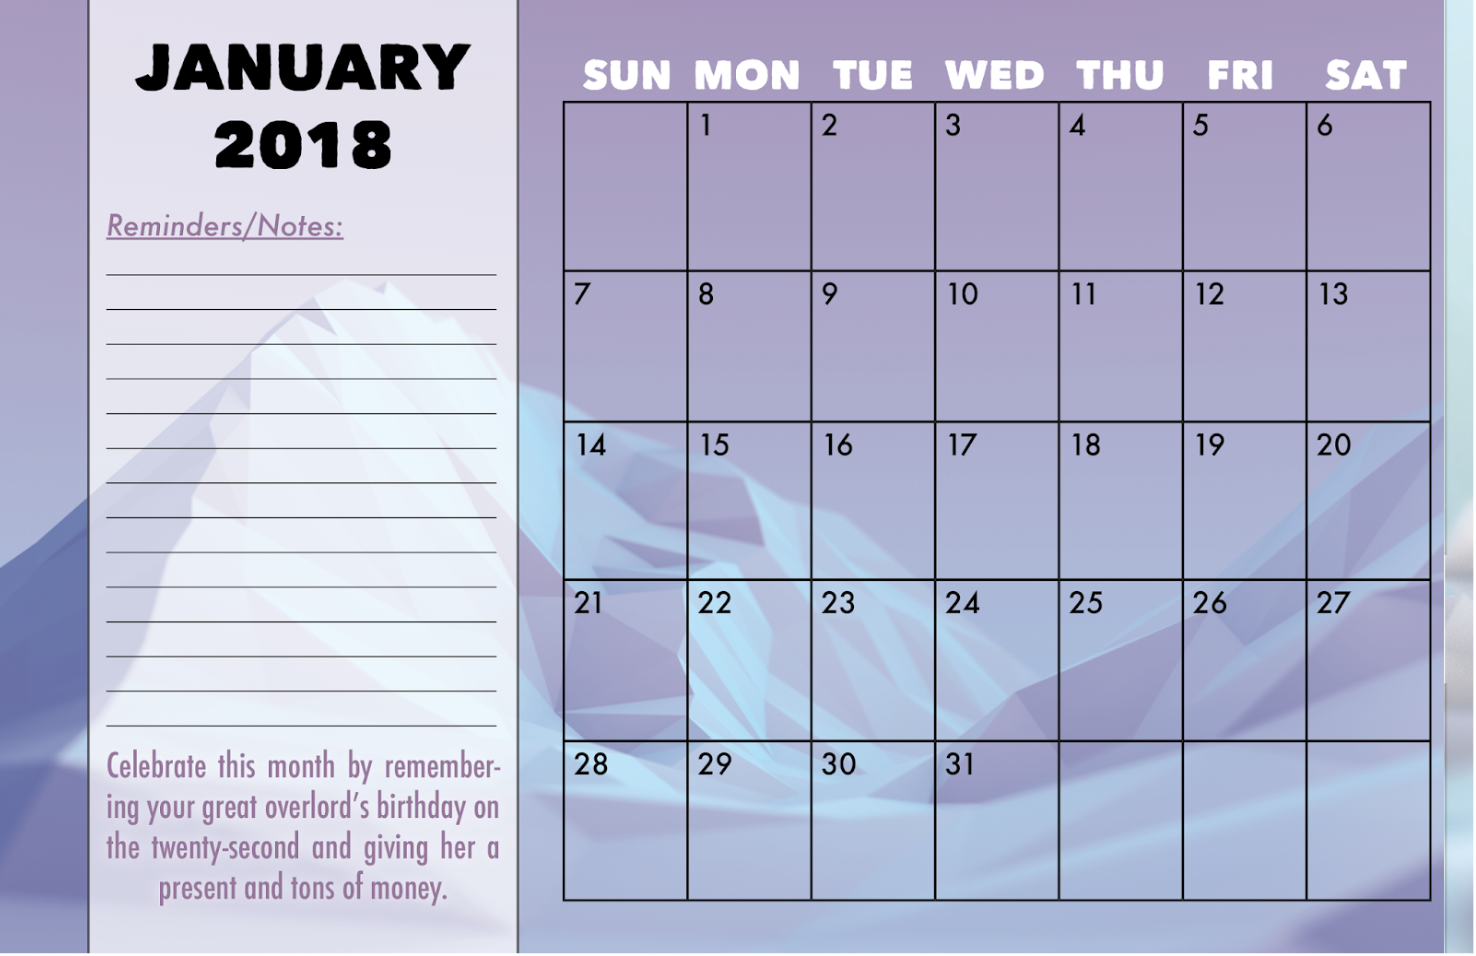 JANUARY
2018
Reminders/Notes:
Celebrate this month by remember-
ing your great overlord's birthday on
the twenty-second and giving her a
present and tons of money.
SUN MON TUE WED THU FRI SAT
1 2 3 4 5 6
7 8 9 10 11 12 13
14 15 16 17 18 19 20
21 22 23 24 25 26 27
28 29 30 31